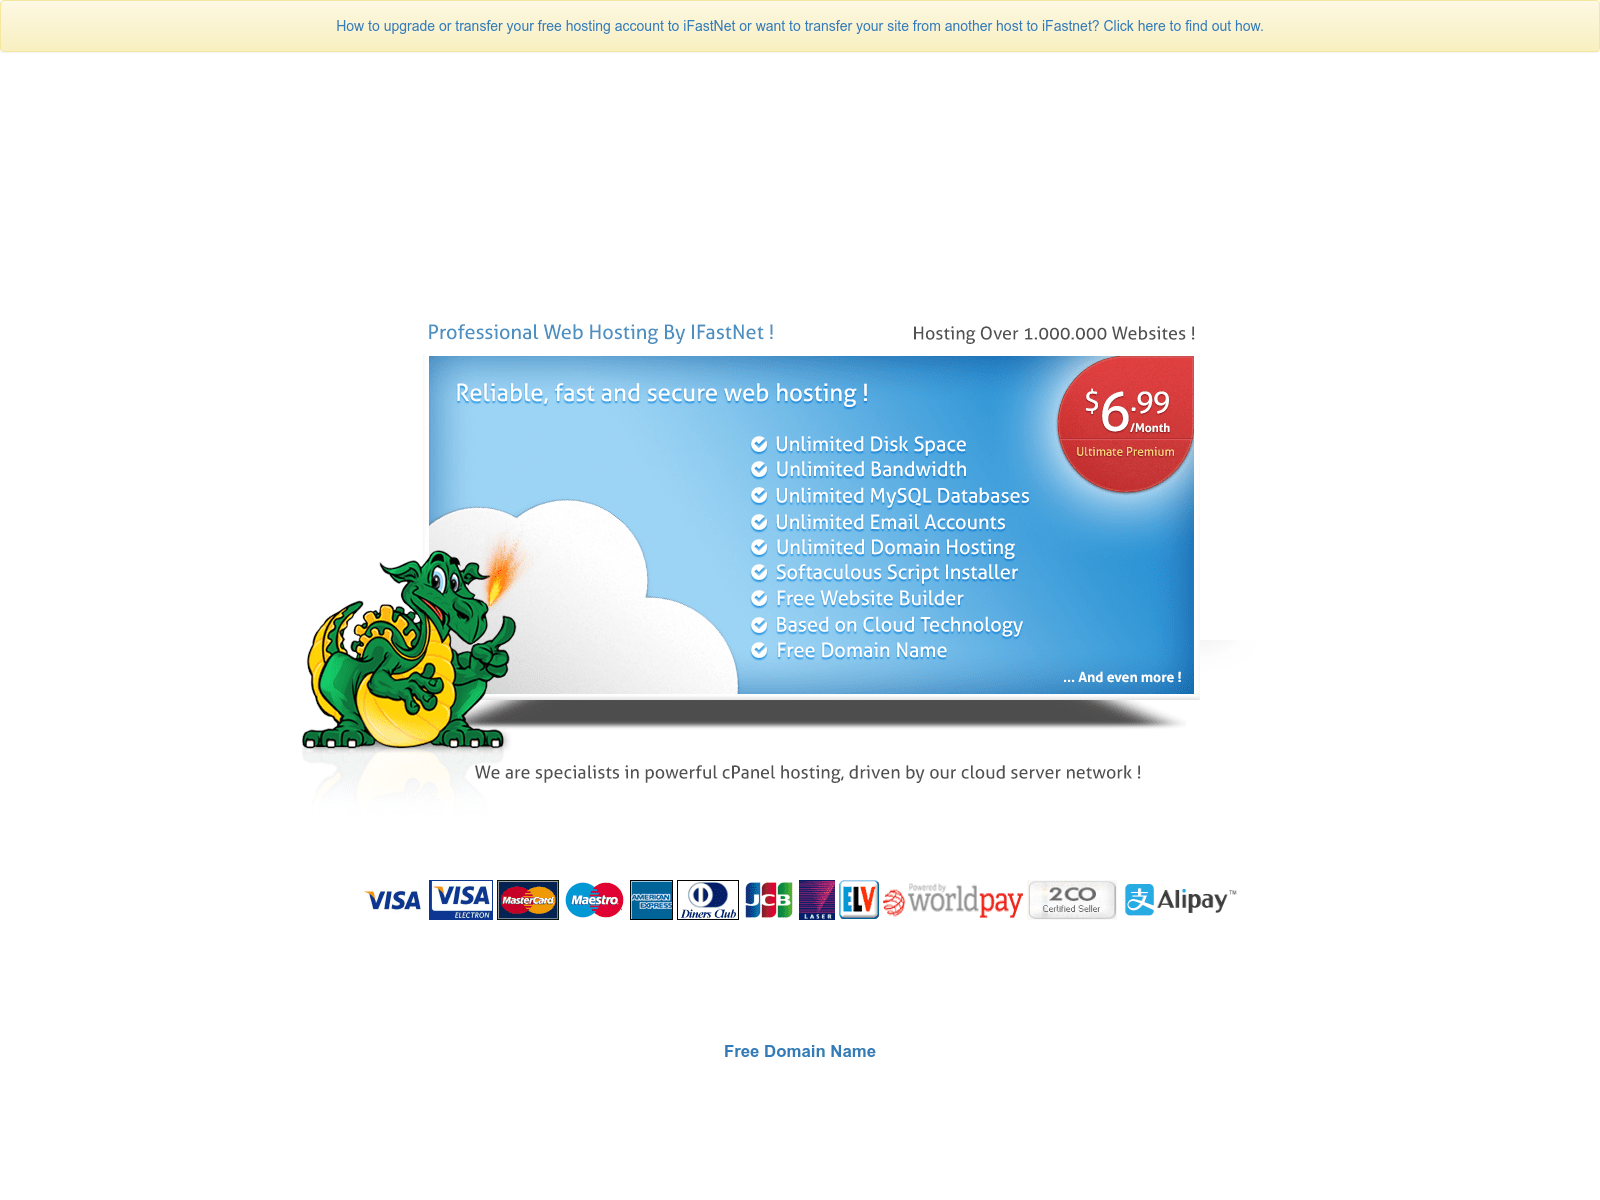 How to upgrade or transfer your free hosting account to iFastNet or want to transfer your site from another host to iFastnet? Click here to find out how.
Professional Web Hosting By IFastNet !
Hosting Over 1.000.000 Websites !
Reliable, fast and secure web hosting !
$6.99
/Month
Ultimate Premium
Unlimited Disk Space
Unlimited Bandwidth
Unlimited MySQL Databases
Unlimited Email Accounts
Unlimited Domain Hosting
Softaculous Script Installer
Free Website Builder
Based on Cloud Technology
Free Domain Name
... And even more !
We are specialists in powerful cPanel hosting, driven by our cloud server network !
VISA
VISA
ELECTRON
MasterCard
Maestro
AMERICAN
EXPRESS
Diners Club
JCB
LASER
ELV
Powered by
worldpay
2CO
Certified Seller
支
Alipay™
Free Domain Name